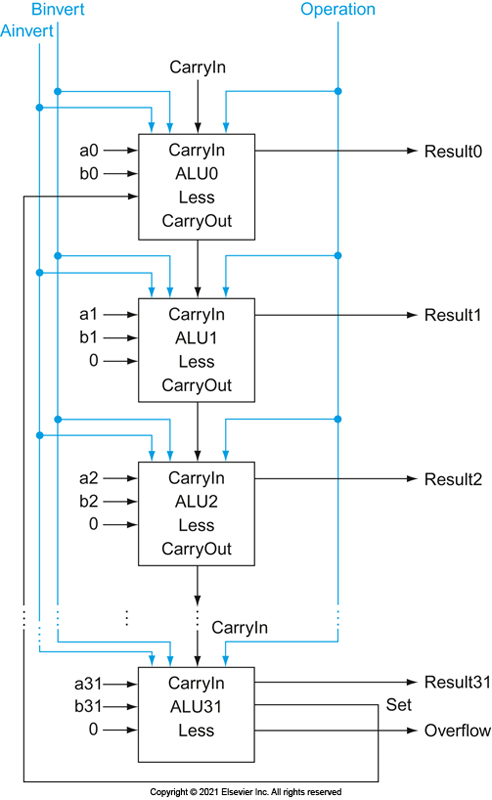 Binvert
Operation
Ainvert
CarryIn
a0
CarryIn
Result0
b0
ALU0
Less
CarryOut
a1
CarryIn
Result1
b1
ALU1
0
Less
CarryOut
a2
CarryIn
Result2
b2
ALU2
0
Less
CarryOut
CarryIn
a31
CarryIn
Result31
b31
ALU31
Set
0
Less
Overflow
Copyright © 2021 Elsevier Inc. All rights reserved